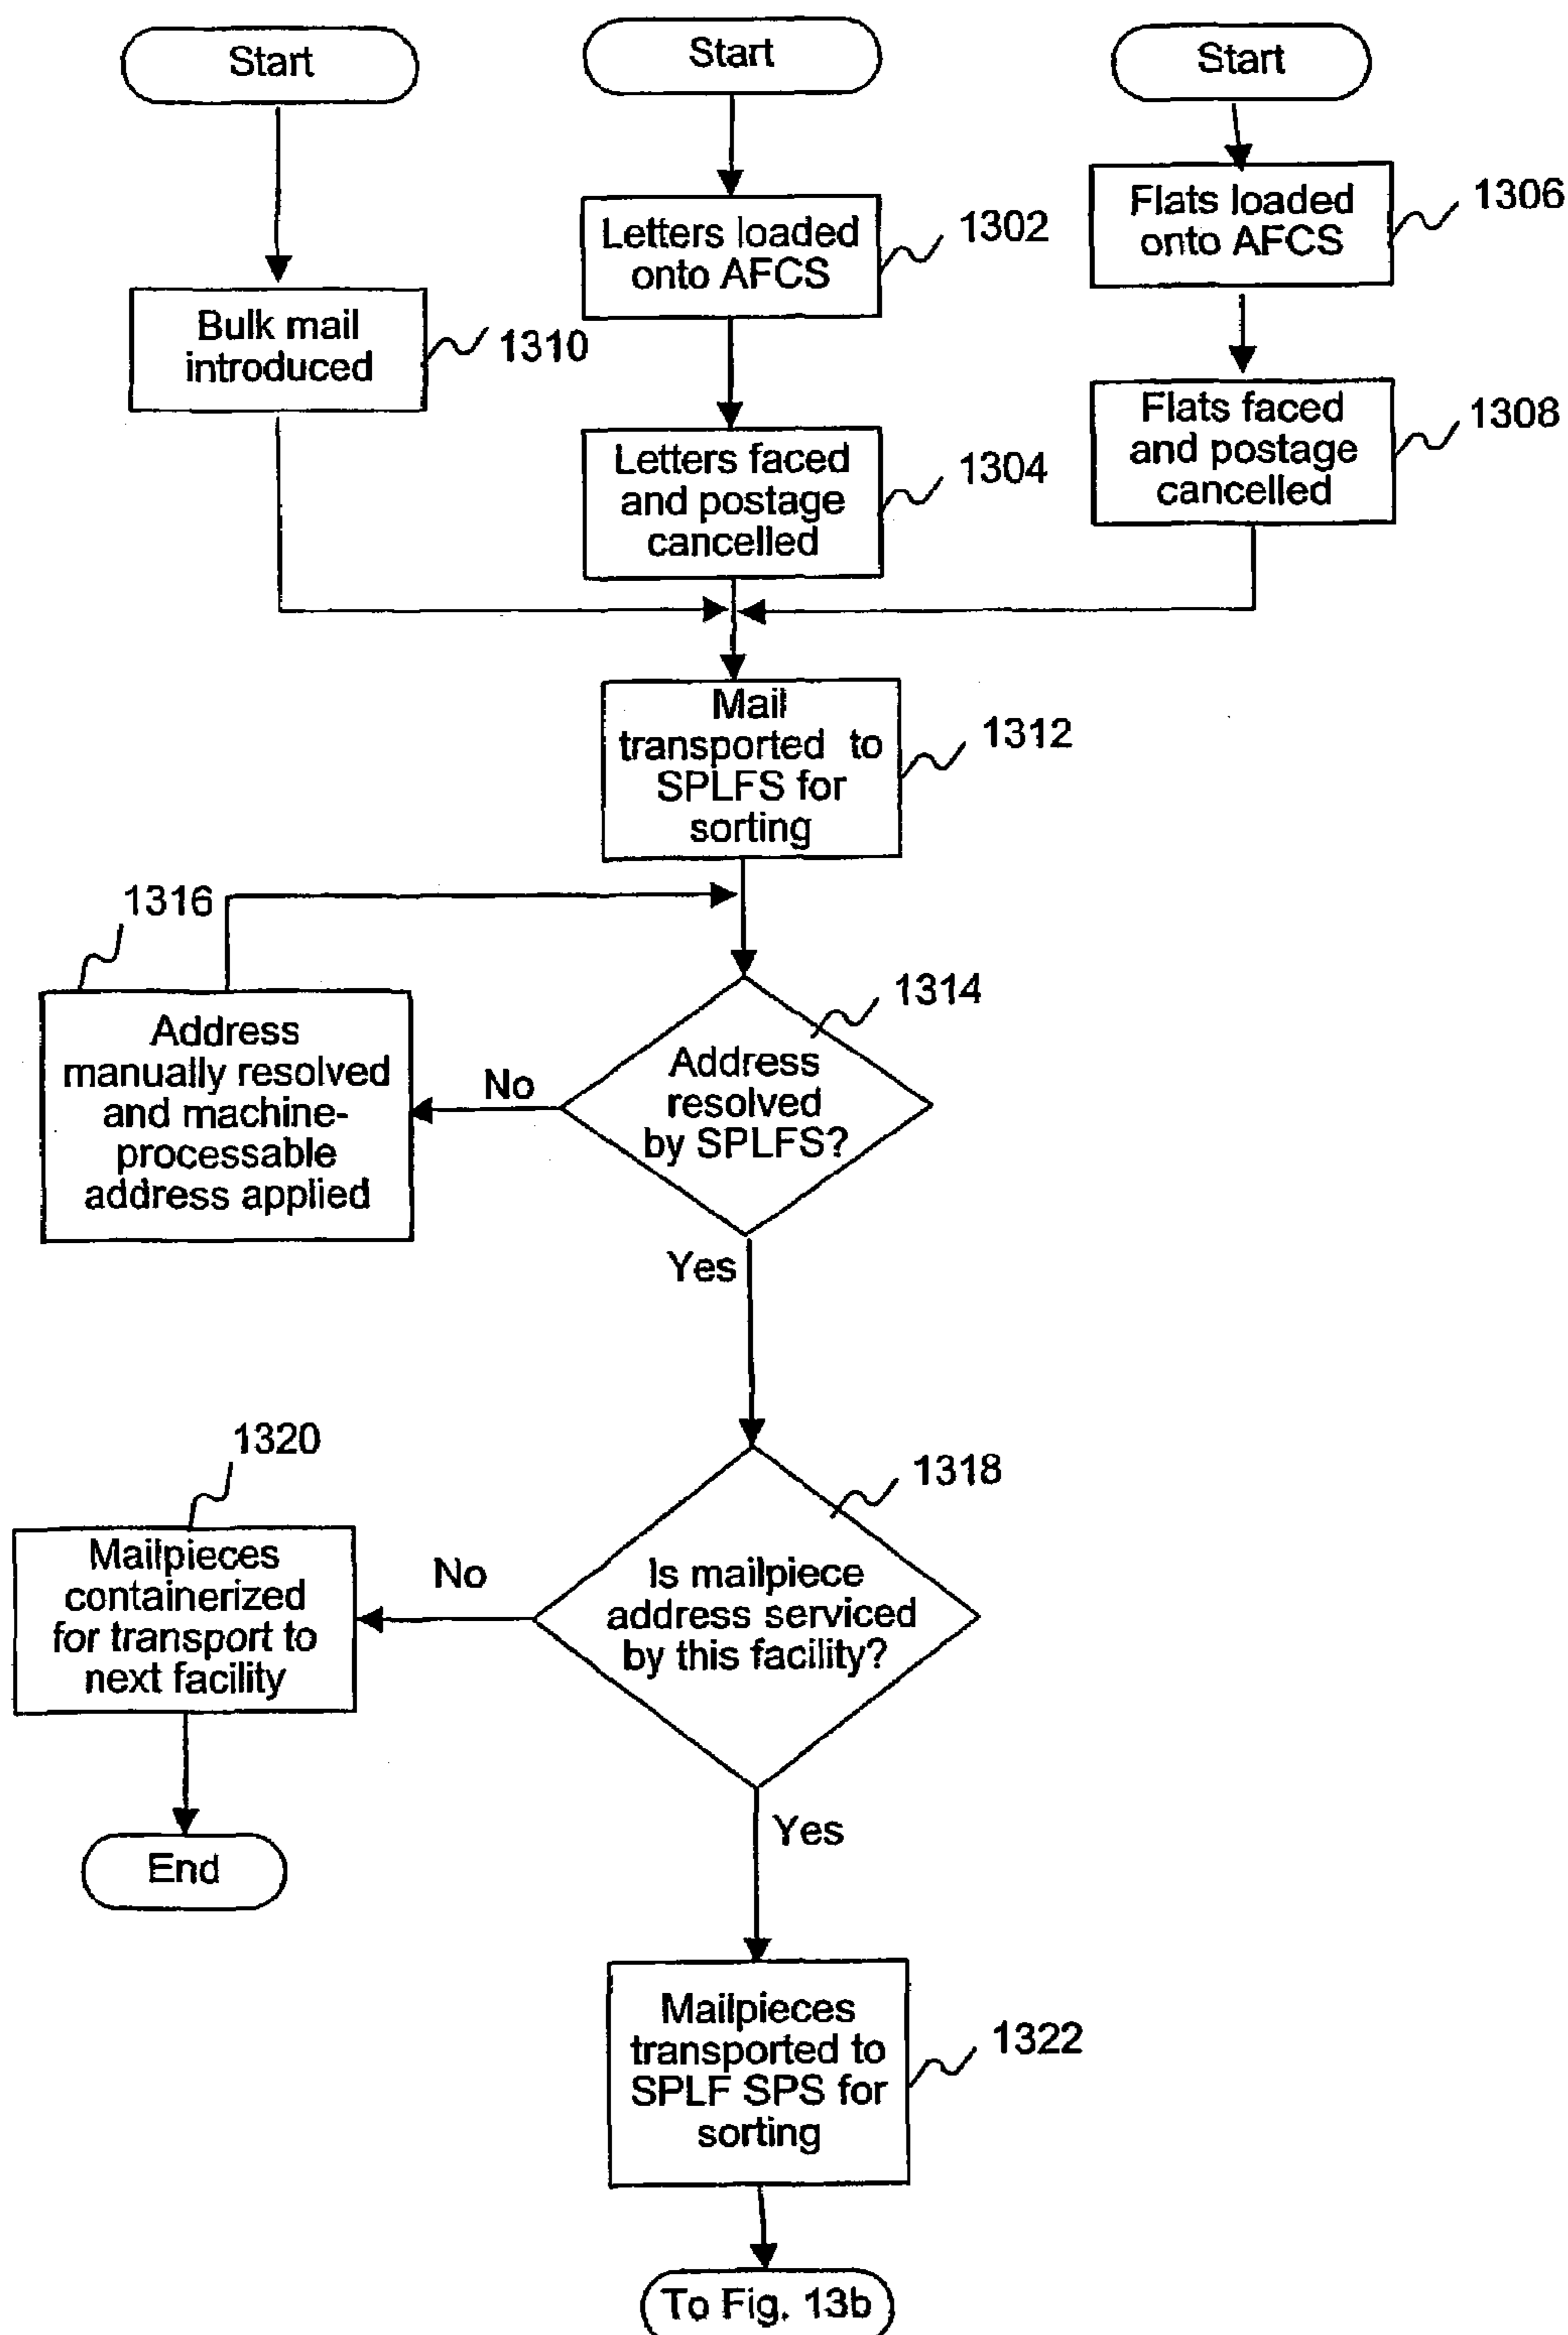 Start
Start
Start
Letters loaded
onto AFCS
1302
Flats loaded
onto AFCS
1306
Bulk mail
introduced
1310
Letters faced
and postage
cancelled
1304
Flats faced
and postage
cancelled
1308
Mail
transported to
SPLFS for
sorting
1312
1316
Address
manually resolved
and machine-
processable
address applied
No
Address
resolved
by SPLFS?
1314
Yes
1320
Mailpieces
containerized
for transport to
next facility
No
Is mailpiece
address serviced
by this facility?
1318
End
Yes
Mailpieces
transported to
SPLF SPS for
sorting
1322
To Fig. 13b